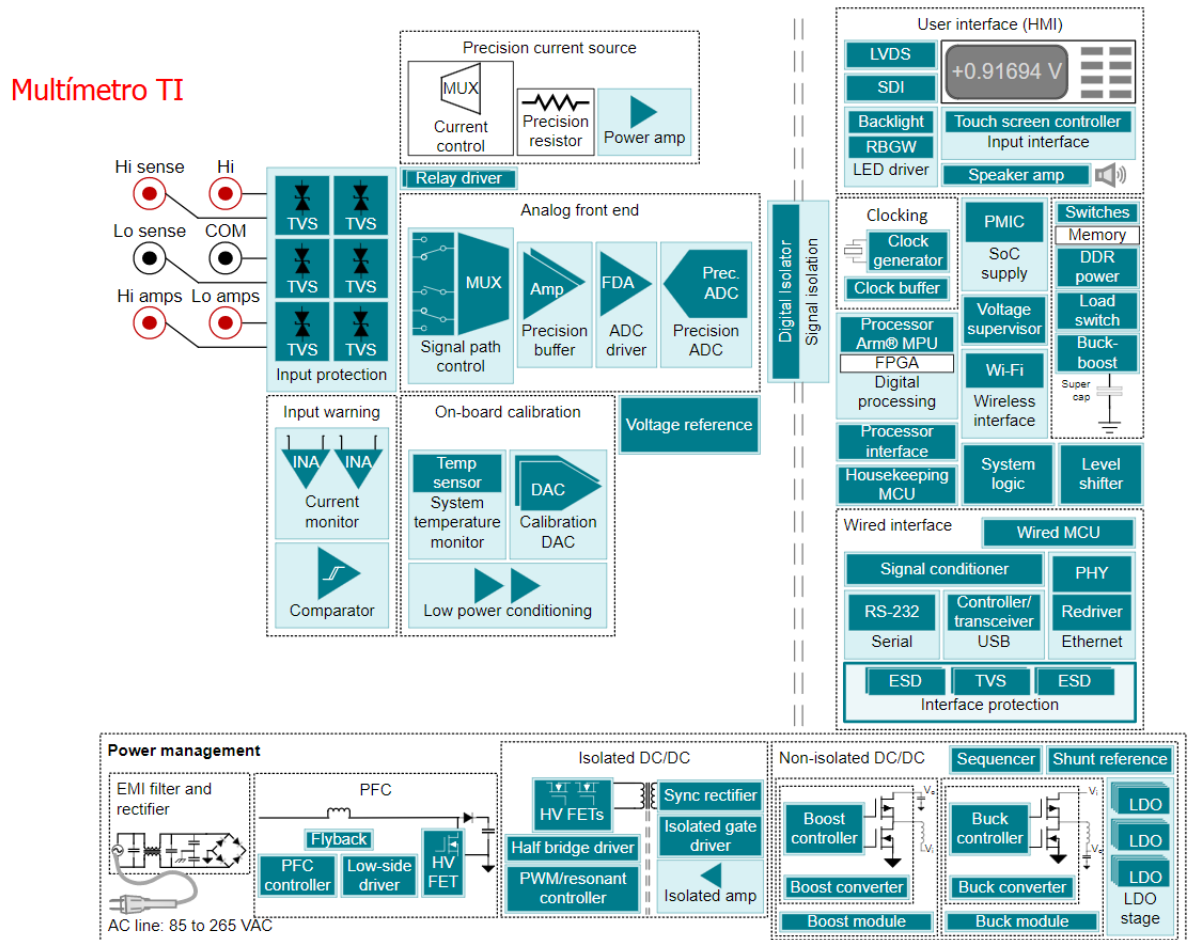 Multímetro TI
Hi sense
Hi
Lo sense
COM
Hi amps
Lo amps
TVS
TVS
TVS
TVS
TVS
TVS
Input protection
Precision current source
MUX
Current
control
Precision
resistor
Power amp
Relay driver
Analog front end
MUX
Signal path
control
Amp
Precision
buffer
FDA
ADC
driver
Prec.
ADC
Precision
ADC
Input warning
INA
INA
Current
monitor
Comparator
On-board calibration
Temp
sensor
System
temperature
monitor
DAC
Calibration
DAC
Low power conditioning
Voltage reference
Digital Isolator
Signal isolation
User interface (HMI)
LVDS
SDI
+0.91694 V
Backlight
RBGW
LED driver
Touch screen controller
Input interface
Speaker amp
Clocking
Clock
generator
Clock buffer
PMIC
SoC
supply
Switches
Memory
DDR
power
Load
switch
Buck-
boost
Super
cap
Processor
Arm® MPU
FPGA
Digital
processing
Voltage
supervisor
Wi-Fi
Wireless
interface
Processor
interface
Housekeeping
MCU
System
logic
Level
shifter
Wired interface
Wired MCU
Signal conditioner
PHY
RS-232
Serial
Controller/
transceiver
USB
Redriver
Ethernet
ESD
TVS
ESD
Interface protection
Power management
EMI filter and
rectifier
AC line: 85 to 265 VAC
PFC
Flyback
PFC
controller
Low-side
driver
HV
FET
Isolated DC/DC
HV FETs
Half bridge driver
PWM/resonant
controller
Sync rectifier
Isolated gate
driver
Isolated amp
Non-isolated DC/DC
Sequencer
Shunt reference
Boost
controller
Boost converter
Boost module
Buck
controller
Vi
Buck converter
Buck module
LDO
LDO
LDO
LDO
stage